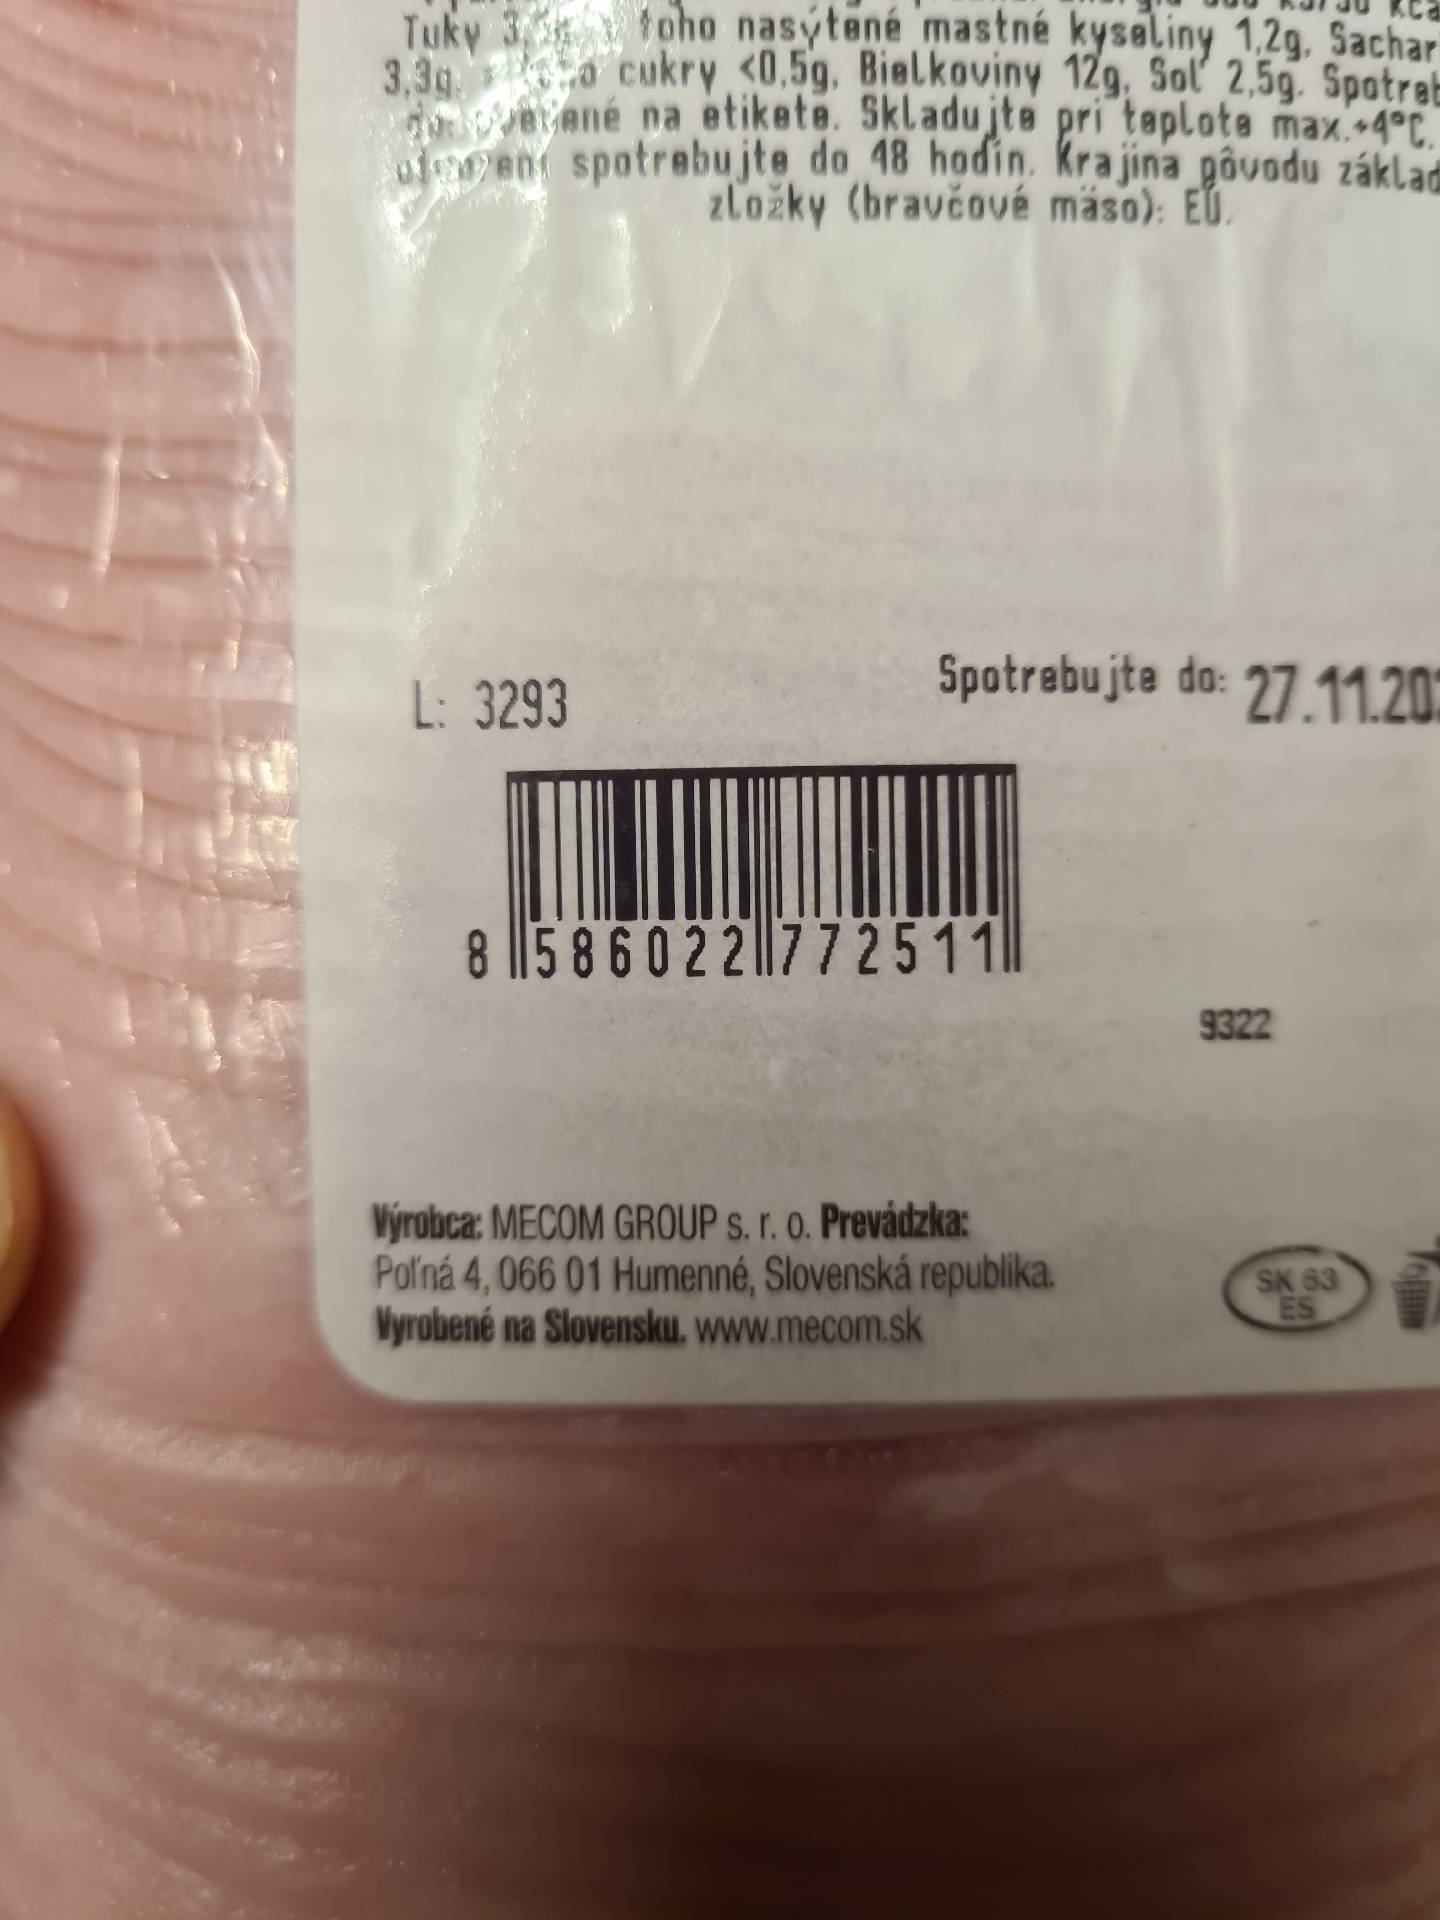 Tuky toho nasýtené mastné kyseliny 1,2g, Sachar
3,3g, cukry <0,5g, Bielkoviny 12g, Soľ 2,5g. Spotreb
na etikete. Skladujte pri teplote max.+4°C.
spotrebujte do 48 hodín. Krajina pôvodu základ
zložky (bravčové mäso): EÚ.
L: 3293
Spotrebujte do: 27.11.20
8 586022 772511
9322
Výrobca: MECOM GROUP s. r. o. Prevádzka:
Poľná 4, 066 01 Humenné, Slovenská republika.
Vyrobené na Slovensku. www.mecom.sk
SK 63
ES